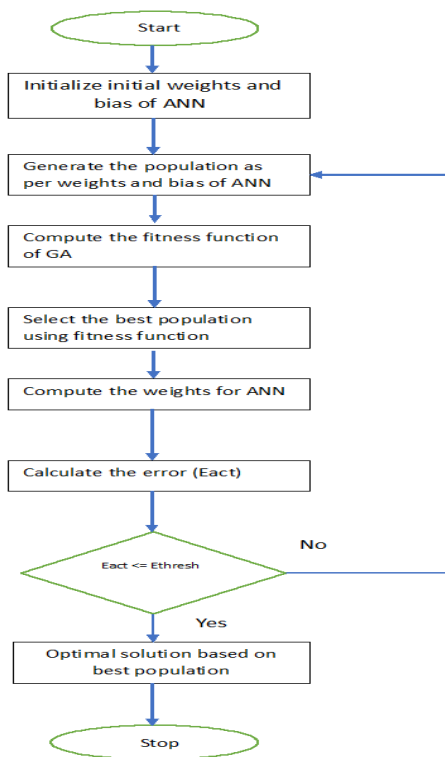 Start
Initialize initial weights and
bias of ANN
Generate the population as
per weights and bias of ANN
Compute the fitness function
of GA
Select the best population
using fitness function
Compute the weights for ANN
Calculate the error (Eact)
Eact <= Ethresh
No
Yes
Optimal solution based on
best population
Stop